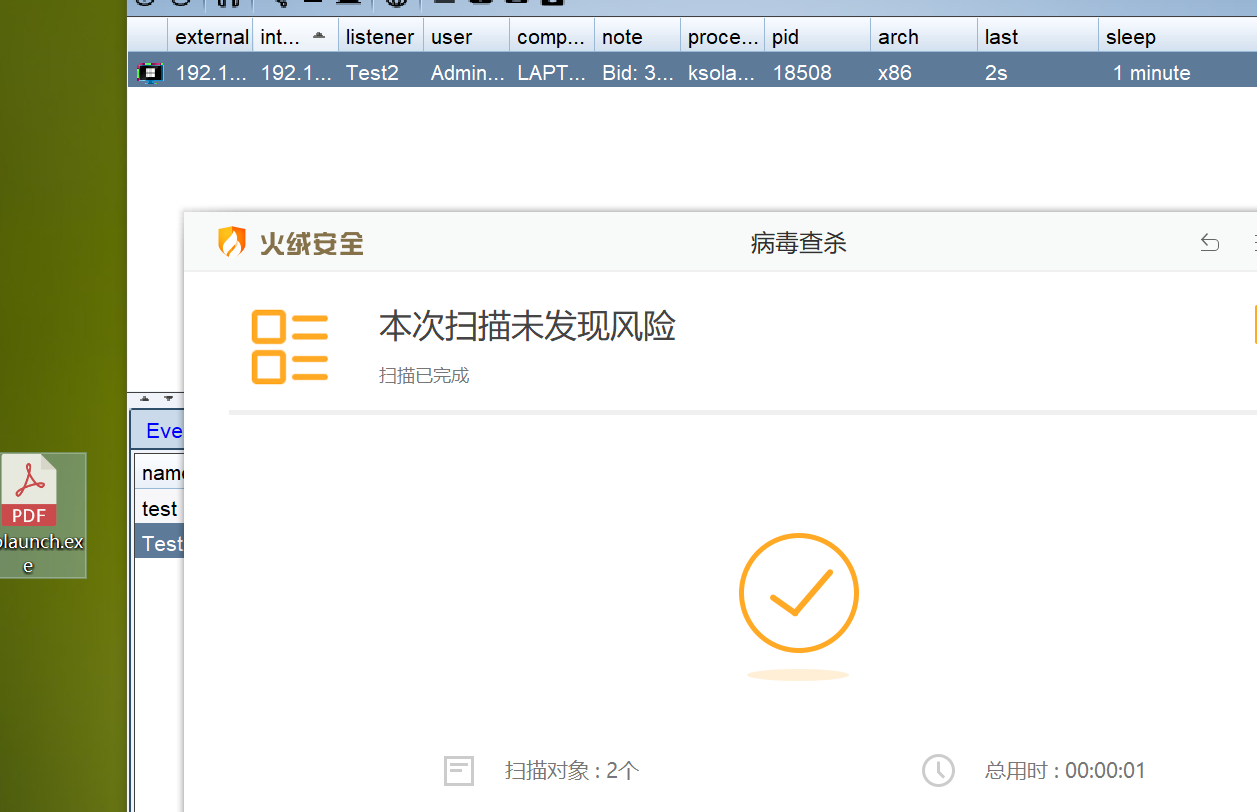 external int... listener user comp... note proce... pid arch last sleep
192.1... 192.1... Test2 Admin... LAPT... Bid: 3... ksola... 18508 x86 2s 1 minute
火绒安全 病毒查杀
本次扫描未发现风险
扫描已完成
Eve
name
test
Test
PDF
olaunch.ex
e
扫描对象 : 2个 总用时 : 00:00:01